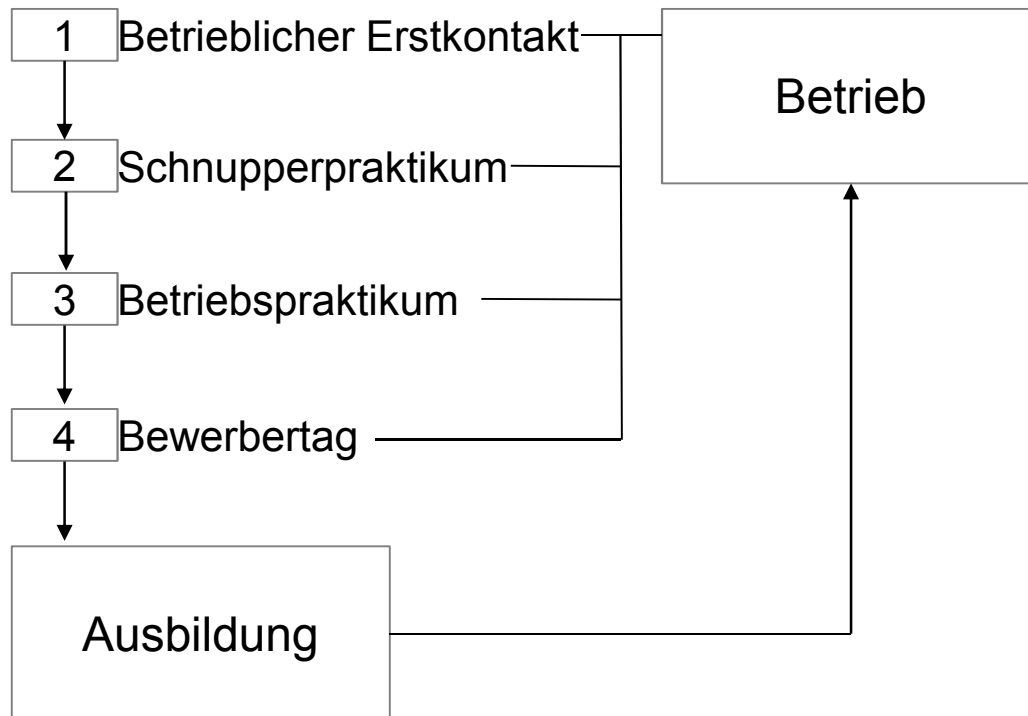 1 Betrieblicher Erstkontakt
Betrieb
2 Schnupperpraktikum
3 Betriebspraktikum
4 Bewerbertag
Ausbildung